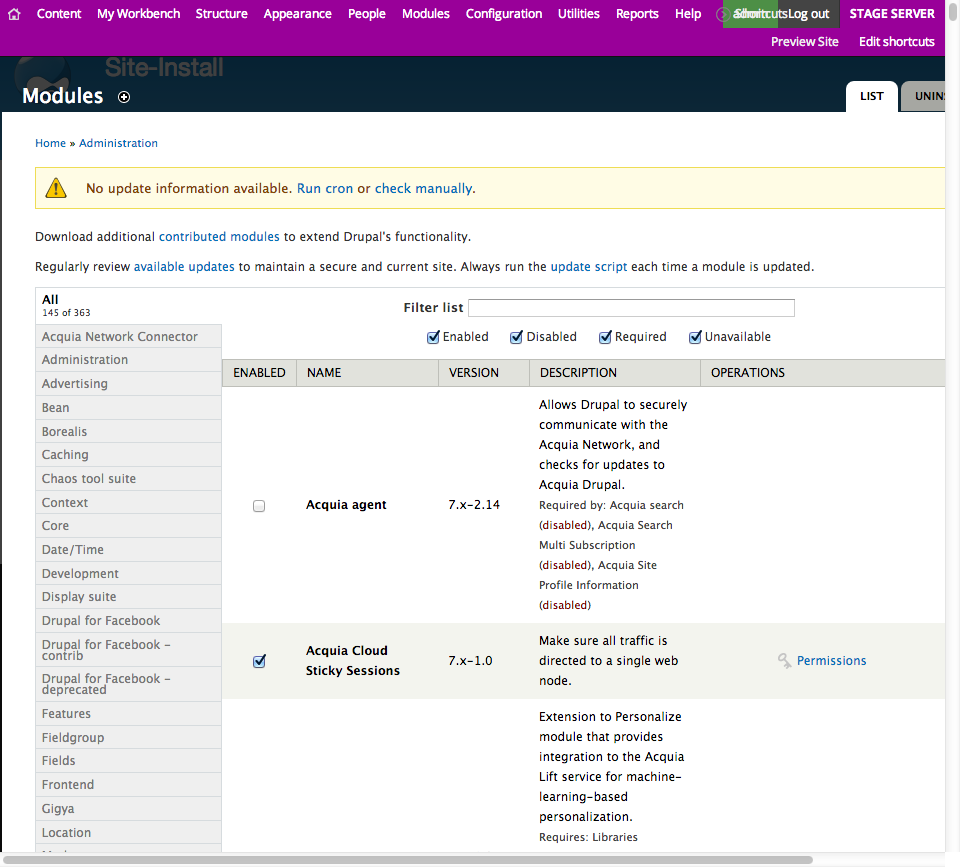 Content My Workbench Structure Appearance People Modules Configuration Utilities Reports Help Log out STAGE SERVER
Preview Site Edit shortcuts
Site-Install
Modules
LIST
Home » Administration
No update information available. Run cron or check manually.
Download additional contributed modules to extend Drupal's functionality.
Regularly review available updates to maintain a secure and current site. Always run the update script each time a module is updated.
All
145 of 363
Acquia Network Connector
Administration
Advertising
Bean
Borealis
Caching
Chaos tool suite
Context
Core
Date/Time
Development
Display suite
Drupal for Facebook
Drupal for Facebook -
contrib
Drupal for Facebook -
deprecated
Features
Fieldgroup
Fields
Frontend
Gigya
Location
Filter list
Enabled Disabled Required Unavailable
ENABLED NAME VERSION DESCRIPTION OPERATIONS
Acquia agent
7.x-2.14
Allows Drupal to securely
communicate with the
Acquia Network, and
checks for updates to
Acquia Drupal.
Required by: Acquia search
(disabled), Acquia Search
Multi Subscription
(disabled), Acquia Site
Profile Information
(disabled)
Acquia Cloud
Sticky Sessions
7.x-1.0
Make sure all traffic is
directed to a single web
node.
Permissions
Extension to Personalize
module that provides
integration to the Acquia
Lift service for machine-
learning-based
personalization.
Requires: Libraries